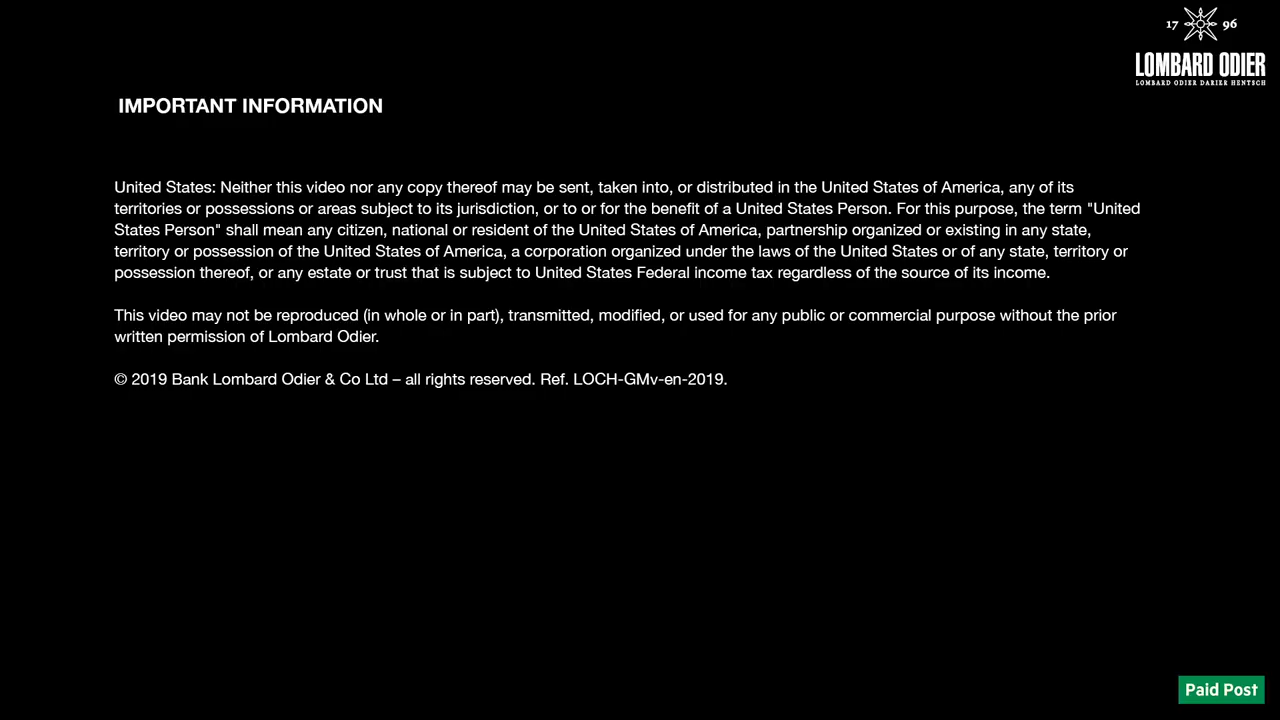 17 96
LOMBARD ODIER
LOMBARD ODIER DARIER HENTSCH
IMPORTANT INFORMATION
United States: Neither this video nor any copy thereof may be sent, taken into, or distributed in the United States of America, any of its
territories or possessions or areas subject to its jurisdiction, or to or for the benefit of a United States Person. For this purpose, the term "United
States Person" shall mean any citizen, national or resident of the United States of America, partnership organized or existing in any state,
territory or possession of the United States of America, a corporation organized under the laws of the United States or of any state, territory or
possession thereof, or any estate or trust that is subject to United States Federal income tax regardless of the source of its income.
This video may not be reproduced (in whole or in part), transmitted, modified, or used for any public or commercial purpose without the prior
written permission of Lombard Odier.
© 2019 Bank Lombard Odier & Co Ltd – all rights reserved. Ref. LOCH-GMv-en-2019.
Paid Post